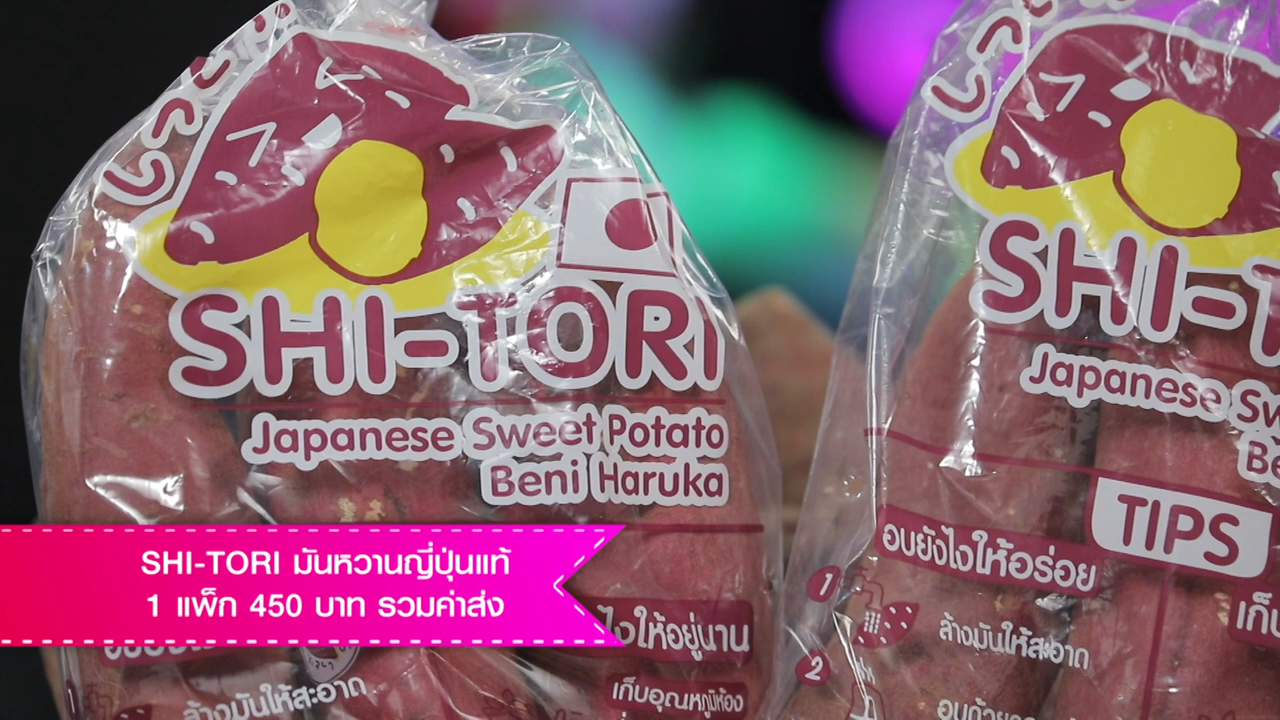 SHI-TORI
Japanese Sweet Potato
Beni Haruka
SHI-T
Japanese Sw
Be
TIPS
อบยังไงให้อร่อย
1
ล้างมันให้สะอาด
2
SHI-TORI มันหวานญี่ปุ่นแท้
1 แพ็ก 450 บาท รวมค่าส่ง
ให้อยู่นาน
ล้างมันให้สะอาด
เก็บอุณหภูมิห้อง